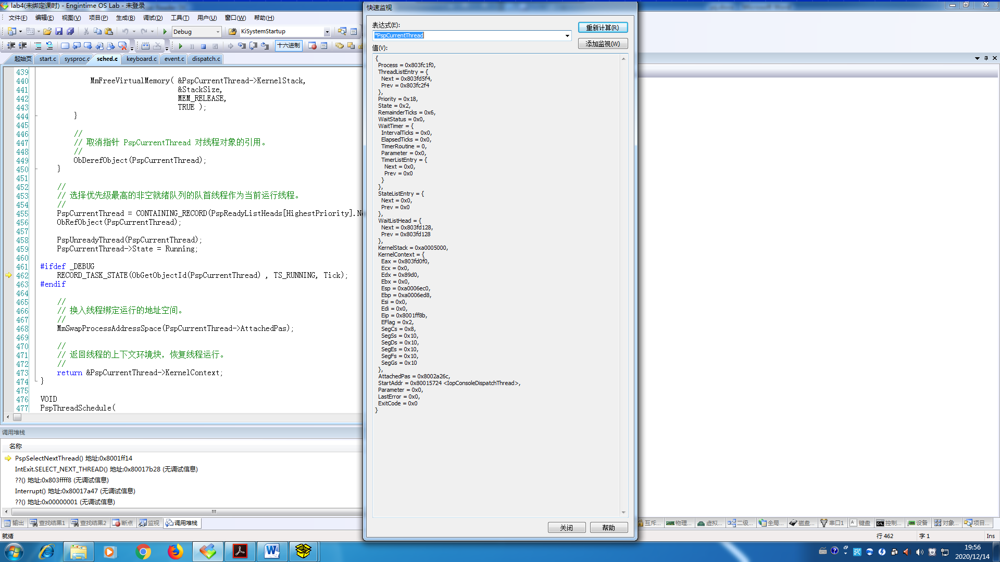 lab4(未绑定课时) - Engintime OS Lab - 未登录
文件(F) 编辑(E) 视图(V) 项目(P) 生成(B) 调试(D) 工具(T) 用户(U) 窗口(W) 帮助(H)
Debug KiSystemStartup
十六进制
起始页 start.c sysproc.c sched.c keyboard.c event.c dispatch.c
439
440 MmFreeVirtualMemory( &PspCurrentThread->KernelStack,
441 &StackSize,
442 MEM_RELEASE,
443 TRUE );
444 }
445
446 //
447 // 取消指针 PspCurrentThread 对线程对象的引用。
448 //
449 ObDerefObject(PspCurrentThread);
450 }
451
452 //
453 // 选择优先级最高的非空就绪队列的队首线程作为当前运行线程。
454 //
455 PspCurrentThread = CONTAINING_RECORD(PspReadyListHeads[HighestPriority].Ne
456 ObRefObject(PspCurrentThread);
457
458 PspUnreadyThread(PspCurrentThread);
459 PspCurrentThread->State = Running;
460
461 #ifdef _DEBUG
462 RECORD_TASK_STATE(ObGetObjectId(PspCurrentThread) , TS_RUNNING, Tick);
463 #endif
464
465 //
466 // 换入线程绑定运行的地址空间。
467 //
468 MmSwapProcessAddressSpace(PspCurrentThread->AttachedPas);
469
470 //
471 // 返回线程的上下文环境块，恢复线程运行。
472 //
473 return &PspCurrentThread->KernelContext;
474 }
475
476 VOID
477 PspThreadSchedule(
调用堆栈
名称
PspSelectNextThread() 地址:0x8001ff14
IntExit.SELECT_NEXT_THREAD() 地址:0x80017b28 (无调试信息)
??() 地址:0x803ffff8 (无调试信息)
Interrupt() 地址:0x80017a47 (无调试信息)
??() 地址:0x00000001 (无调试信息)
输出 查找结果1 查找结果2 断点 监视 调用堆栈
就绪
快速监视
表达式(E):
*PspCurrentThread
重新计算(R)
添加监视(W)
值(V):
{
Process = 0x803fc1f0,
ThreadListEntry = {
Next = 0x803fd5f4,
Prev = 0x803fc2f4
},
Priority = 0x18,
State = 0x2,
RemainderTicks = 0x6,
WaitStatus = 0x0,
WaitTimer = {
IntervalTicks = 0x0,
ElapsedTicks = 0x0,
TimerRoutine = 0,
Parameter = 0x0,
TimerListEntry = {
Next = 0x0,
Prev = 0x0
}
},
StateListEntry = {
Next = 0x0,
Prev = 0x0
},
WaitListHead = {
Next = 0x803fd128,
Prev = 0x803fd128
},
KernelStack = 0xa0005000,
KernelContext = {
Eax = 0x803fd0f0,
Ecx = 0x0,
Edx = 0x89d0,
Ebx = 0x0,
Esp = 0xa0006ec0,
Ebp = 0xa0006ed8,
Esi = 0x0,
Edi = 0x0,
Eip = 0x8001ff8b,
EFlag = 0x2,
SegCs = 0x8,
SegSs = 0x10,
SegDs = 0x10,
SegEs = 0x10,
SegFs = 0x10,
SegGs = 0x10
},
AttachedPas = 0x8002a26c,
StartAddr = 0x80015724 <IopConsoleDispatchThread>,
Parameter = 0x0,
LastError = 0x0,
ExitCode = 0x0
}
关闭 帮助
互斥... 物理... 虚拟... 二级... 全局... 磁盘... 串口1 键盘 控制... 设备 对象... 项目...
行 462 字 1 Ins
19:56
2020/12/14